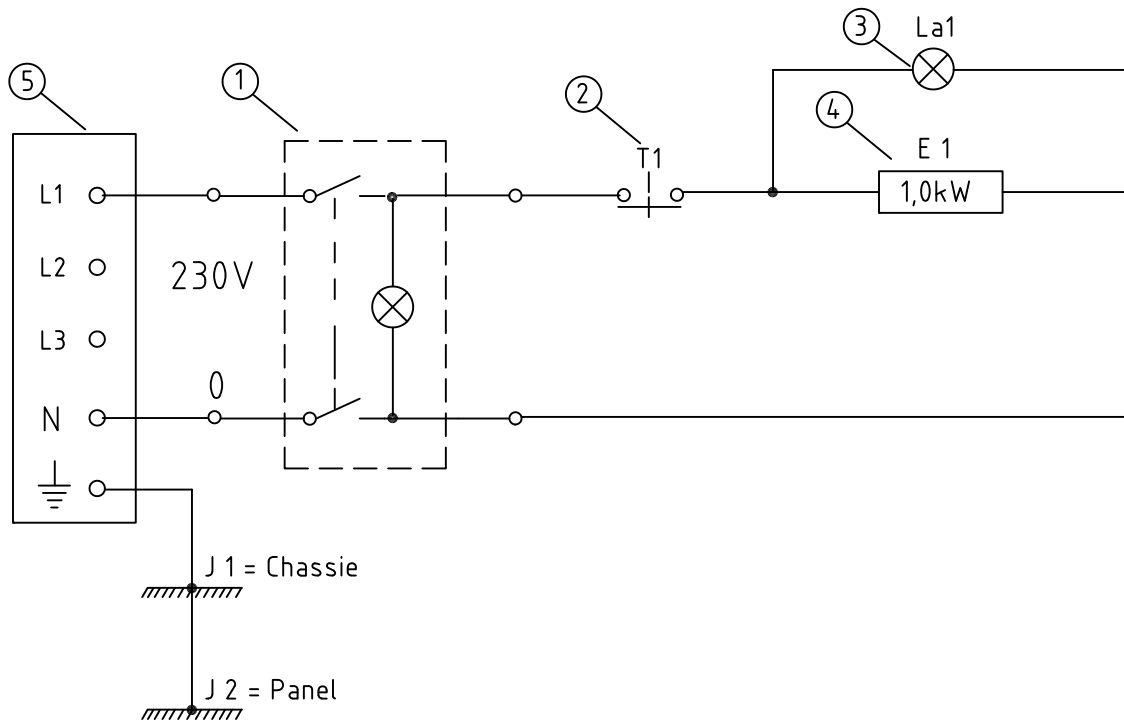 3
La1
5
1
2
4
T1
E 1
L1
1,0kW
L2
230V
L3
0
N
J 1 = Chassie
J 2 = Panel